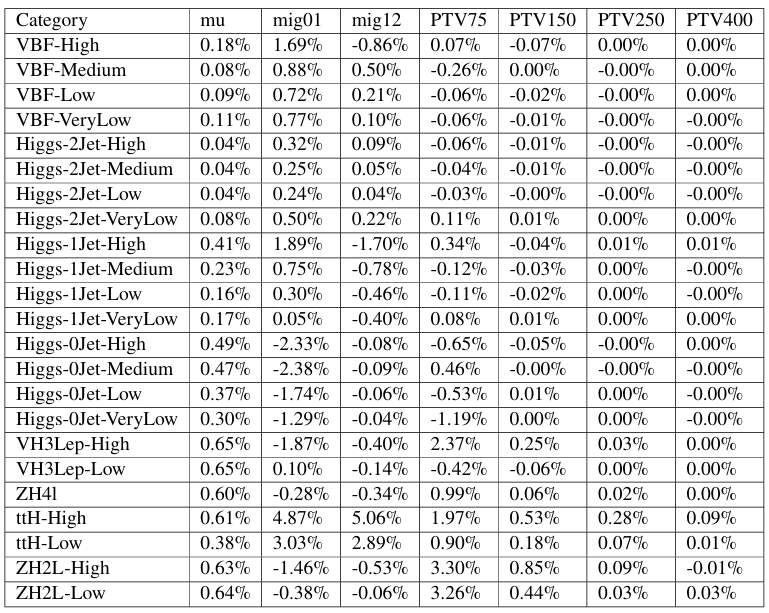 Category mu mig01 mig12 PTV75 PTV150 PTV250 PTV400
VBF-High 0.18% 1.69% -0.86% 0.07% -0.07% 0.00% 0.00%
VBF-Medium 0.08% 0.88% 0.50% -0.26% 0.00% -0.00% 0.00%
VBF-Low 0.09% 0.72% 0.21% -0.06% -0.02% -0.00% 0.00%
VBF-VeryLow 0.11% 0.77% 0.10% -0.06% -0.01% -0.00% -0.00%
Higgs-2Jet-High 0.04% 0.32% 0.09% -0.06% -0.01% -0.00% -0.00%
Higgs-2Jet-Medium 0.04% 0.25% 0.05% -0.04% -0.01% -0.00% -0.00%
Higgs-2Jet-Low 0.04% 0.24% 0.04% -0.03% -0.00% -0.00% -0.00%
Higgs-2Jet-VeryLow 0.08% 0.50% 0.22% 0.11% 0.01% 0.00% 0.00%
Higgs-1Jet-High 0.41% 1.89% -1.70% 0.34% -0.04% 0.01% 0.01%
Higgs-1Jet-Medium 0.23% 0.75% -0.78% -0.12% -0.03% 0.00% -0.00%
Higgs-1Jet-Low 0.16% 0.30% -0.46% -0.11% -0.02% 0.00% -0.00%
Higgs-1Jet-VeryLow 0.17% 0.05% -0.40% 0.08% 0.01% 0.00% 0.00%
Higgs-0Jet-High 0.49% -2.33% -0.08% -0.65% -0.05% -0.00% 0.00%
Higgs-0Jet-Medium 0.47% -2.38% -0.09% 0.46% -0.00% -0.00% -0.00%
Higgs-0Jet-Low 0.37% -1.74% -0.06% -0.53% 0.01% 0.00% -0.00%
Higgs-0Jet-VeryLow 0.30% -1.29% -0.04% -1.19% 0.00% 0.00% -0.00%
VH3Lep-High 0.65% -1.87% -0.40% 2.37% 0.25% 0.03% 0.00%
VH3Lep-Low 0.65% 0.10% -0.14% -0.42% -0.06% 0.00% 0.00%
ZH4l 0.60% -0.28% -0.34% 0.99% 0.06% 0.02% 0.00%
ttH-High 0.61% 4.87% 5.06% 1.97% 0.53% 0.28% 0.09%
ttH-Low 0.38% 3.03% 2.89% 0.90% 0.18% 0.07% 0.01%
ZH2L-High 0.63% -1.46% -0.53% 3.30% 0.85% 0.09% -0.01%
ZH2L-Low 0.64% -0.38% -0.06% 3.26% 0.44% 0.03% 0.03%